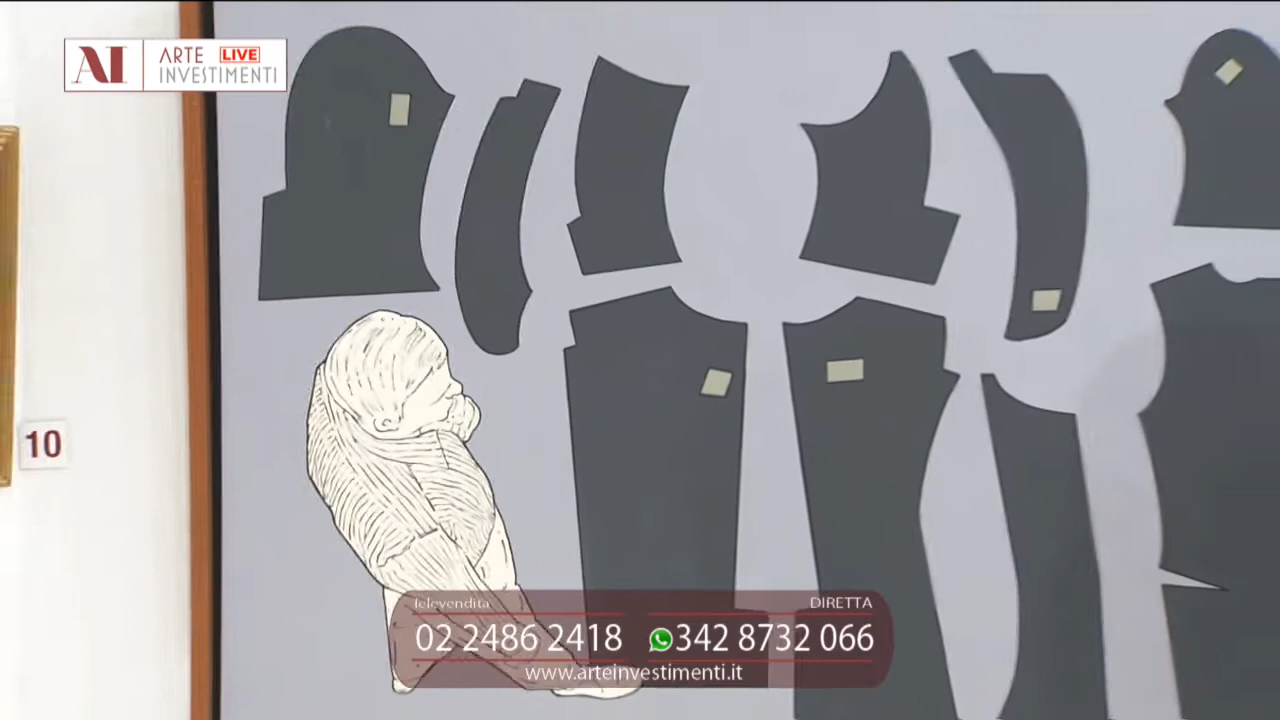 AI
ARTE LIVE
INVESTIMENTI
10
Televendita
DIRETTA
02 2486 2418
342 8732 066
www.arteinvestimenti.it